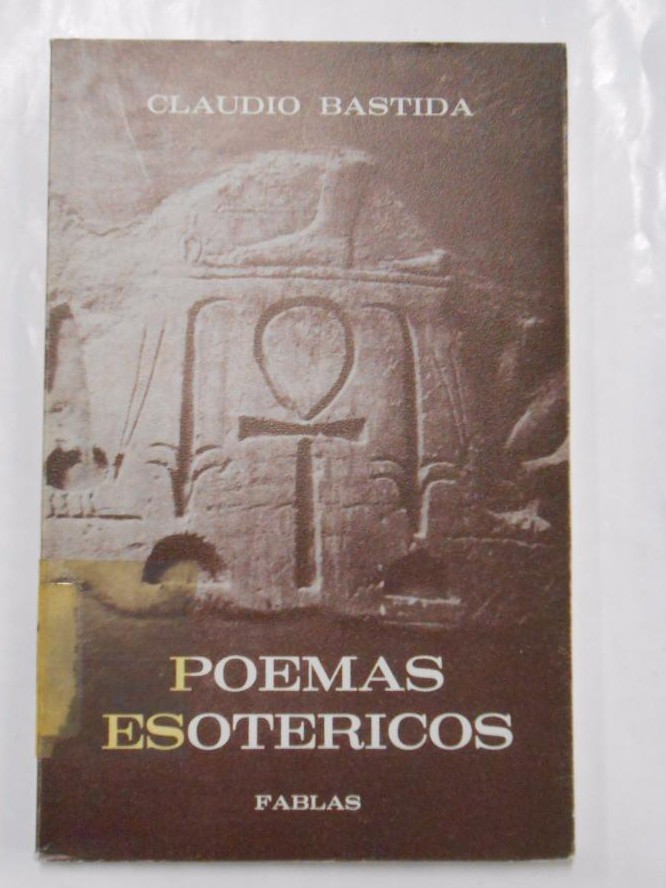 CLAUDIO BASTIDA
POEMAS
ESOTERICOS
FABLAS